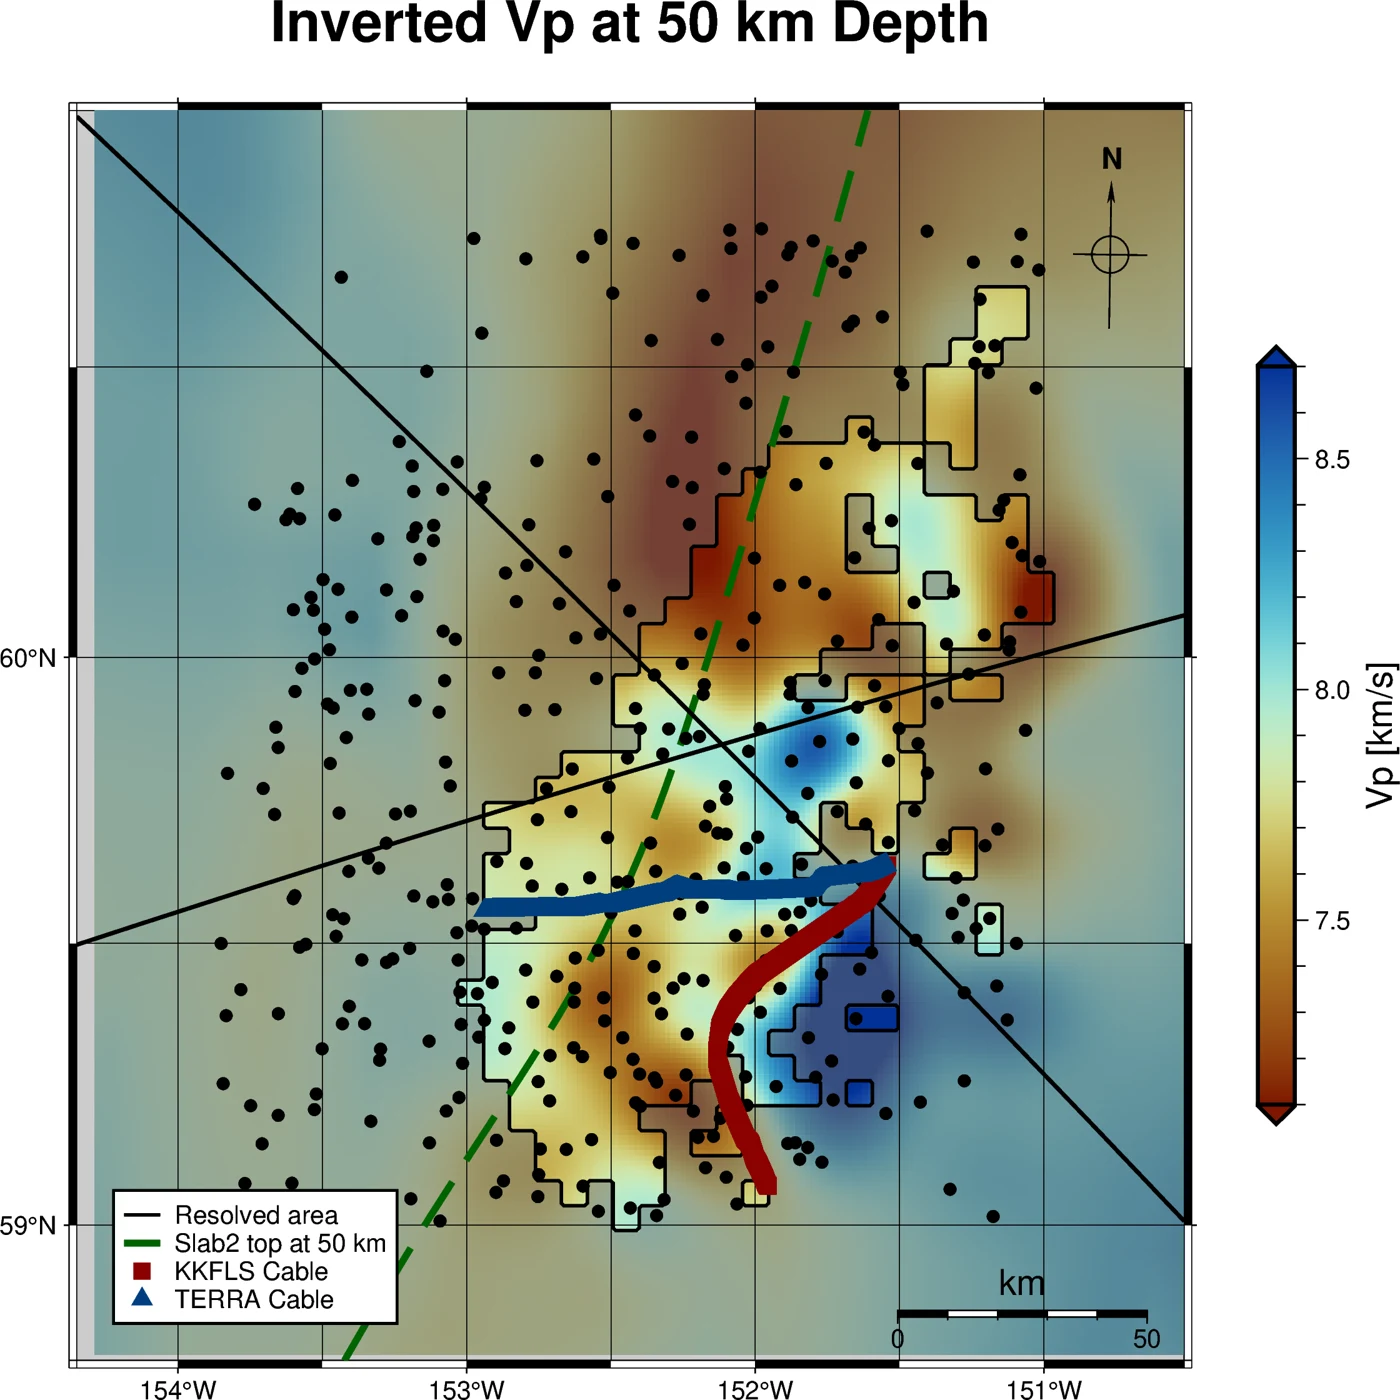 Inverted Vp at 50 km Depth
N
8.5
8.0
7.5
Vp [km/s]
60°N
59°N
Resolved area
Slab2 top at 50 km
KKFLS Cable
TERRA Cable
km
0 50
154°W 153°W 152°W 151°W